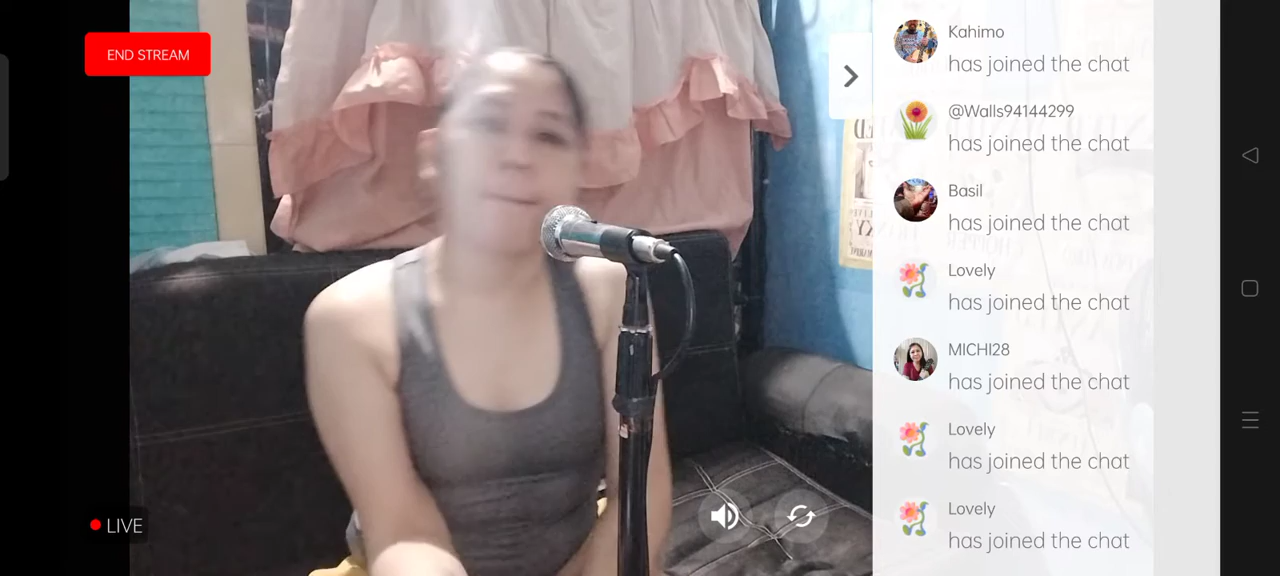 END STREAM
Kahimo
has joined the chat
@Walls94144299
has joined the chat
Basil
has joined the chat
Lovely
has joined the chat
MICHI28
has joined the chat
Lovely
has joined the chat
Lovely
has joined the chat
LIVE